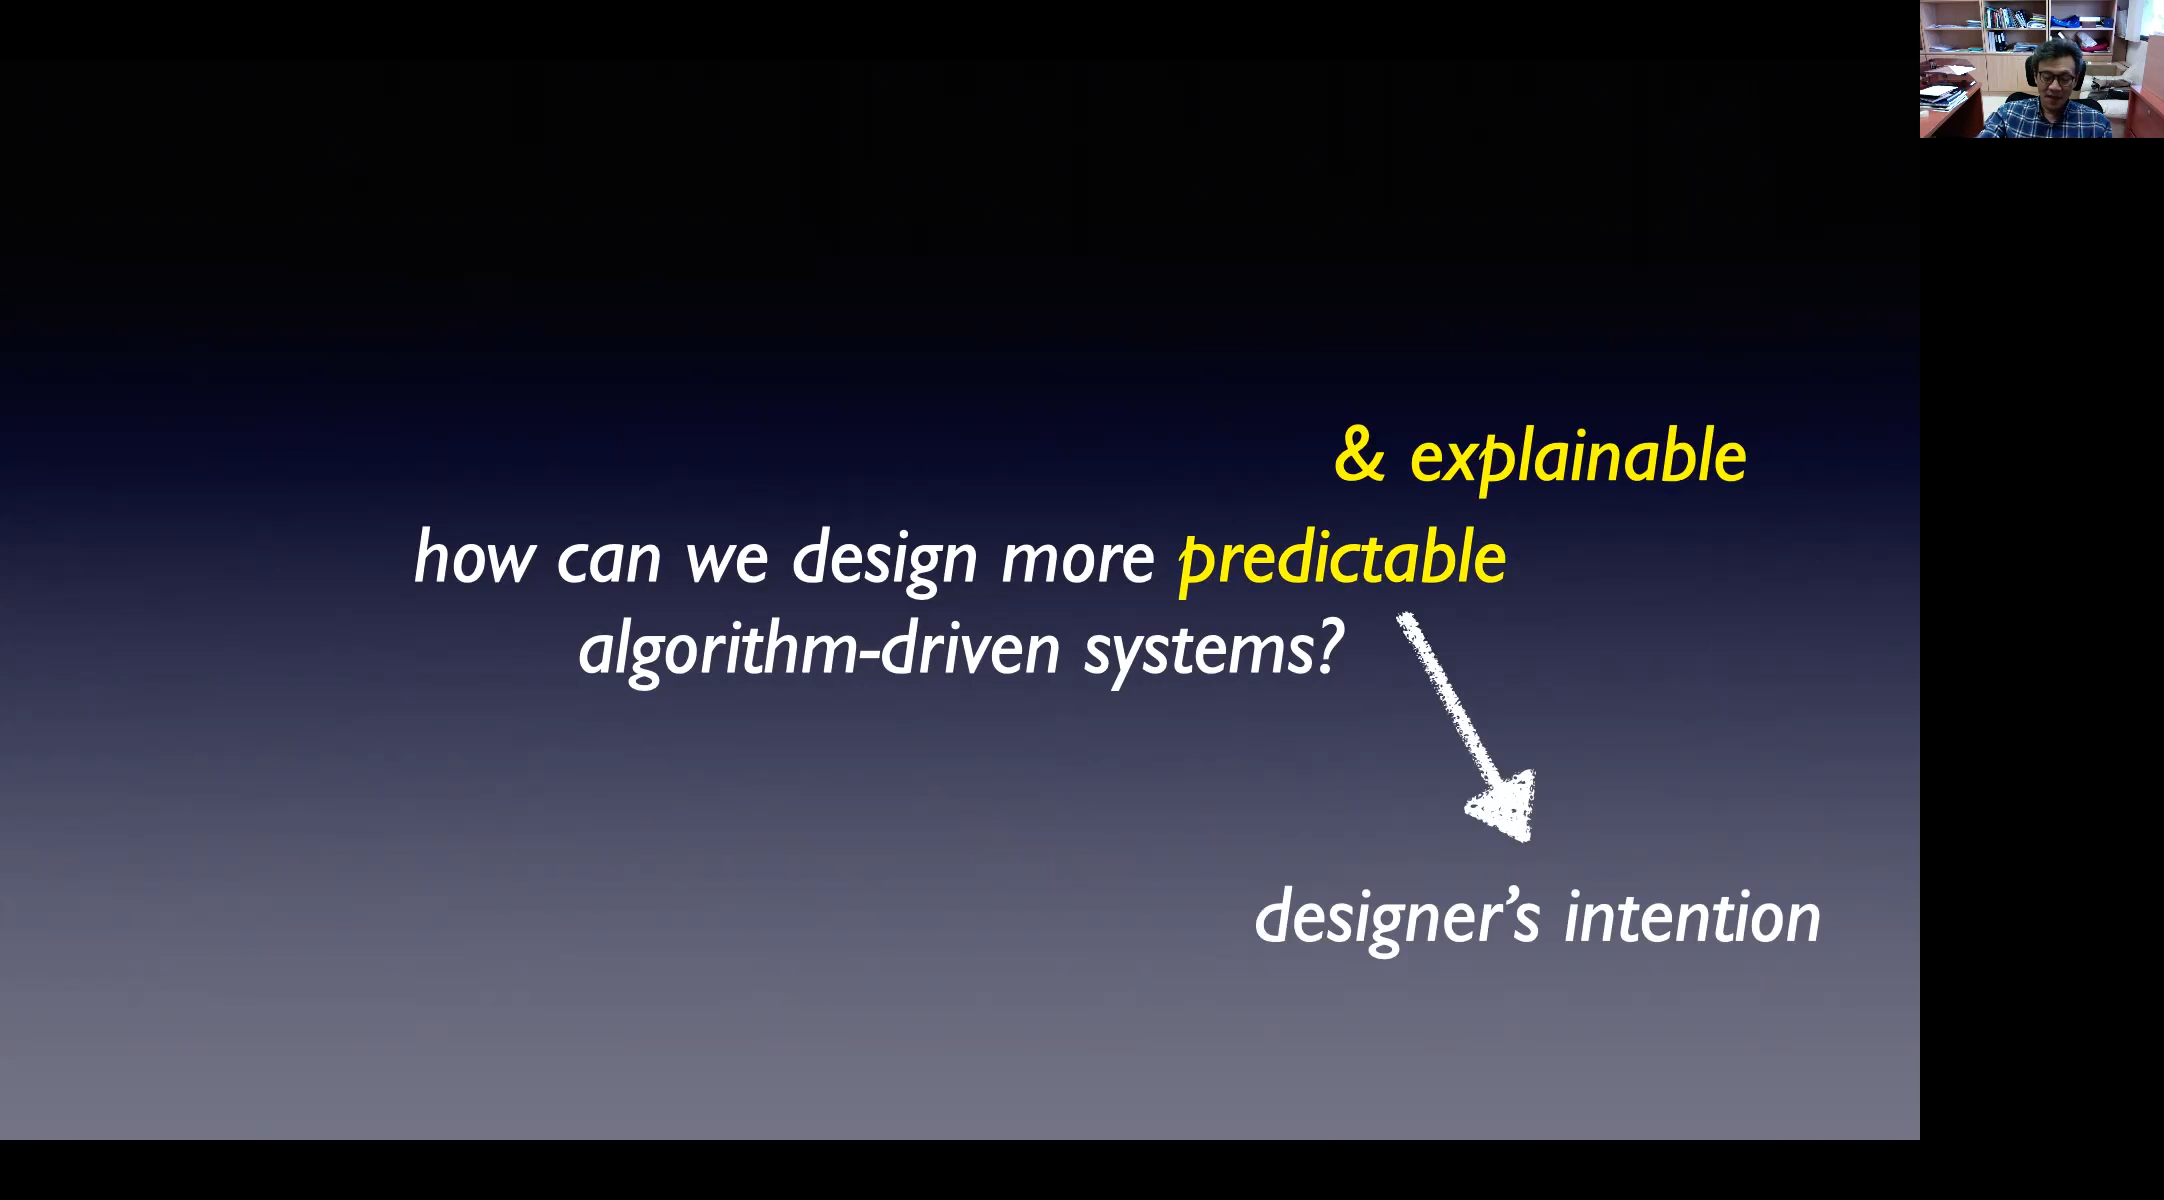 & explainable
how can we design more predictable
algorithm-driven systems?
designer’s intention